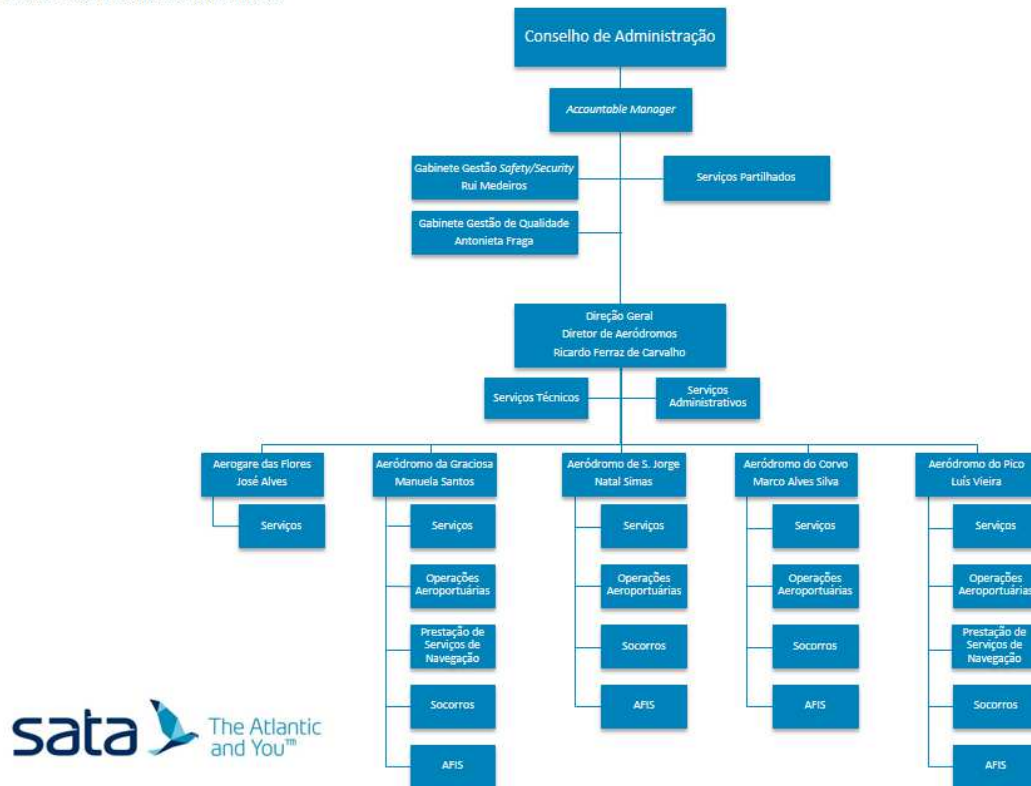 Conselho de Administração
Accountable Manager
Gabinete Gestão Safety/Security
Rui Medeiros
Serviços Partilhados
Gabinete Gestão de Qualidade
Antonieta Fraga
Direção Geral
Diretor de Aeródromos
Ricardo Ferraz de Carvalho
Serviços Técnicos
Serviços
Administrativos
Aerogare das Flores
José Alves
Serviços
Aeródromo da Graciosa
Manuela Santos
Serviços
Operações
Aeroportuárias
Prestação de
Serviços de
Navegação
Socorros
AFIS
Aeródromo de S. Jorge
Natal Simas
Serviços
Operações
Aeroportuárias
Socorros
AFIS
Aeródromo do Corvo
Marco Alves Silva
Serviços
Operações
Aeroportuárias
Socorros
AFIS
Aeródromo do Pico
Luís Vieira
Serviços
Operações
Aeroportuárias
Prestação de
Serviços de
Navegação
Socorros
AFIS
sata
The Atlantic
and You™